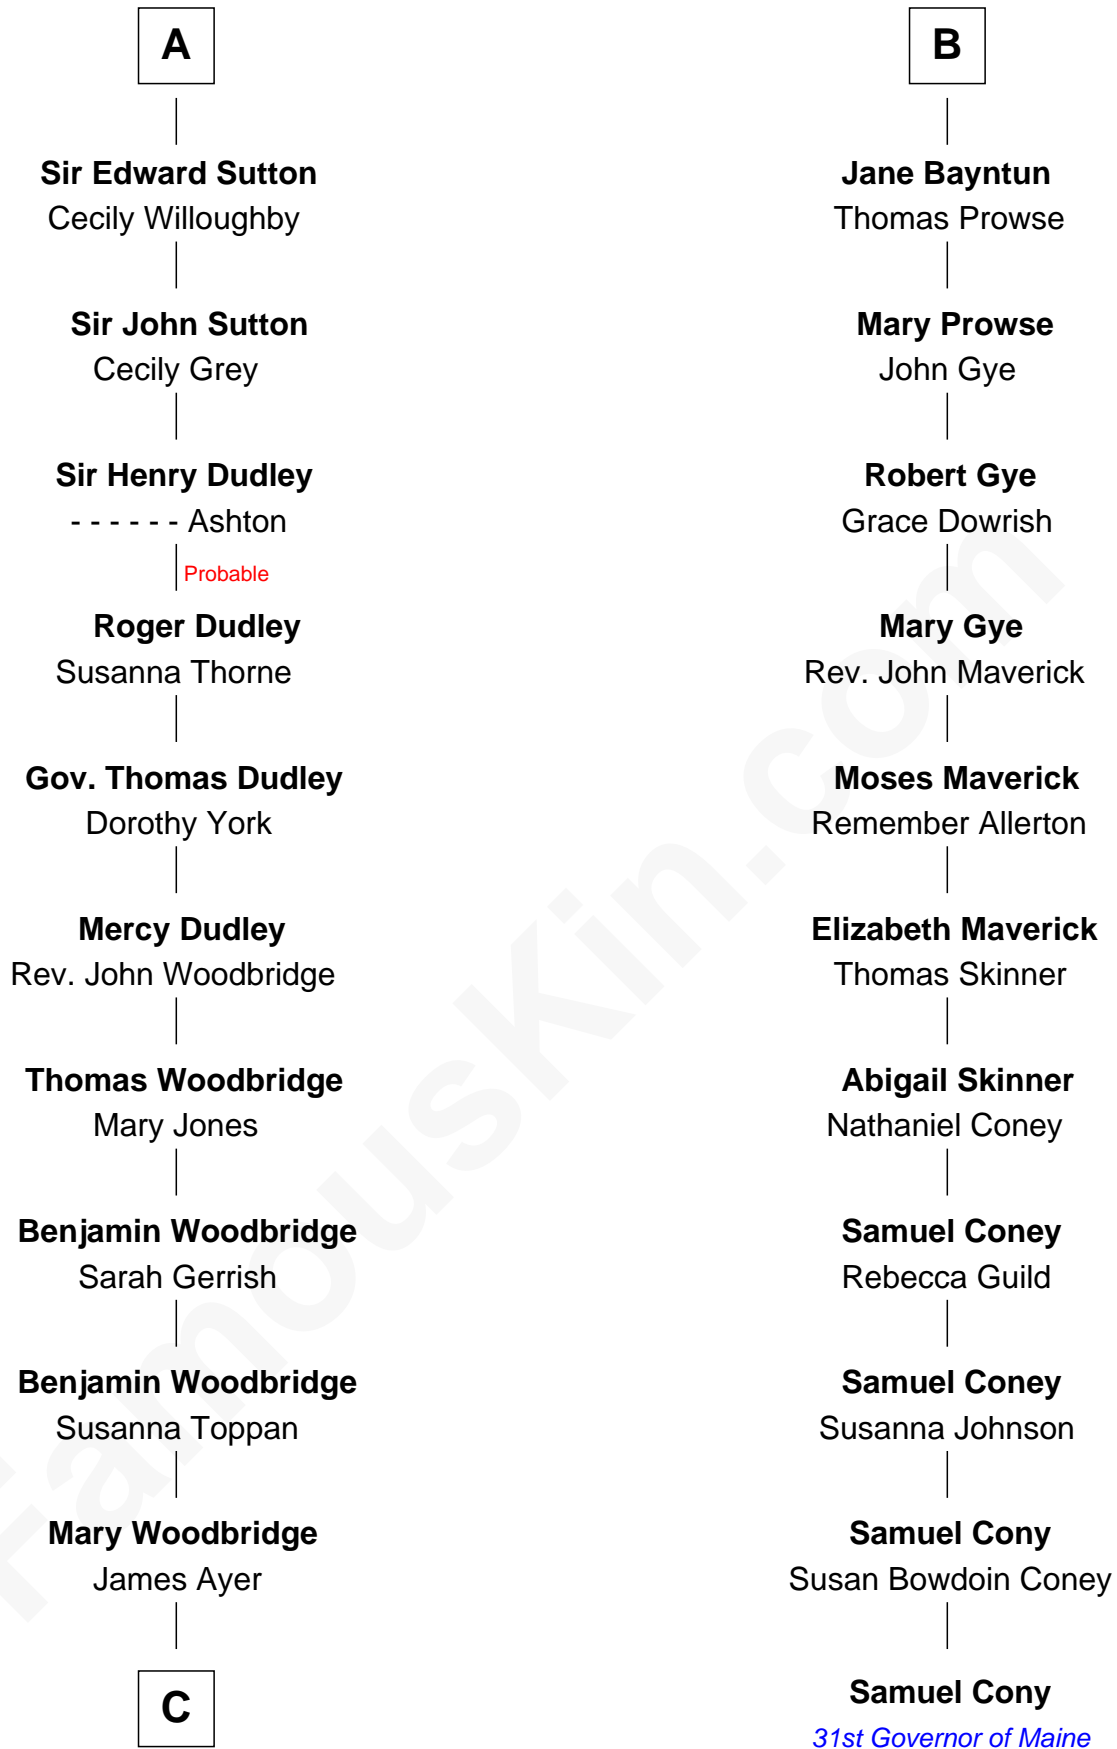 A
Sir Edward Sutton
Cecily Willoughby
Sir John Sutton
Cecily Grey
Sir Henry Dudley
- - - - - - Ashton
Probable
Roger Dudley
Susanna Thorne
Gov. Thomas Dudley
Dorothy York
Mercy Dudley
Rev. John Woodbridge
Thomas Woodbridge
Mary Jones
Benjamin Woodbridge
Sarah Gerrish
Benjamin Woodbridge
Susanna Toppan
Mary Woodbridge
James Ayer
C
B
Jane Bayntun
Thomas Prowse
Mary Prowse
John Gye
Robert Gye
Grace Dowrish
Mary Gye
Rev. John Maverick
Moses Maverick
Remember Allerton
Elizabeth Maverick
Thomas Skinner
Abigail Skinner
Nathaniel Coney
Samuel Coney
Rebecca Guild
Samuel Coney
Susanna Johnson
Samuel Cony
Susan Bowdoin Coney
Samuel Cony
31st Governor of Maine
FamousKin.com